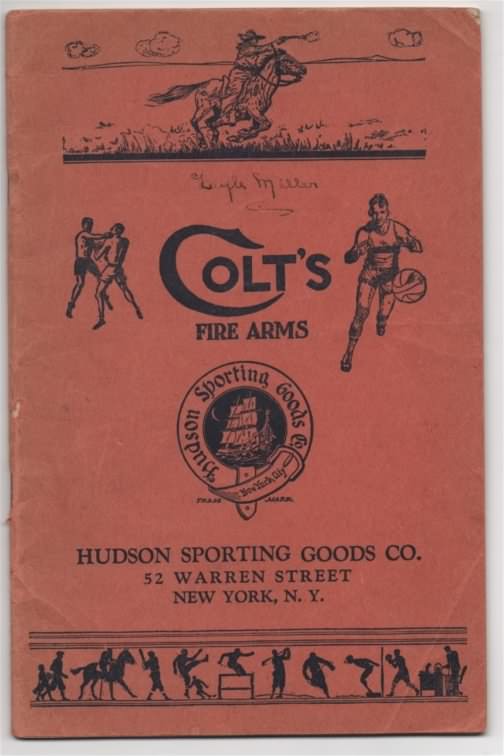 Gayle Miller
COLT'S
FIRE ARMS
Hudson Sporting Goods Co.
New York City
TRADE MARK
HUDSON SPORTING GOODS CO.
52 WARREN STREET
NEW YORK, N. Y.